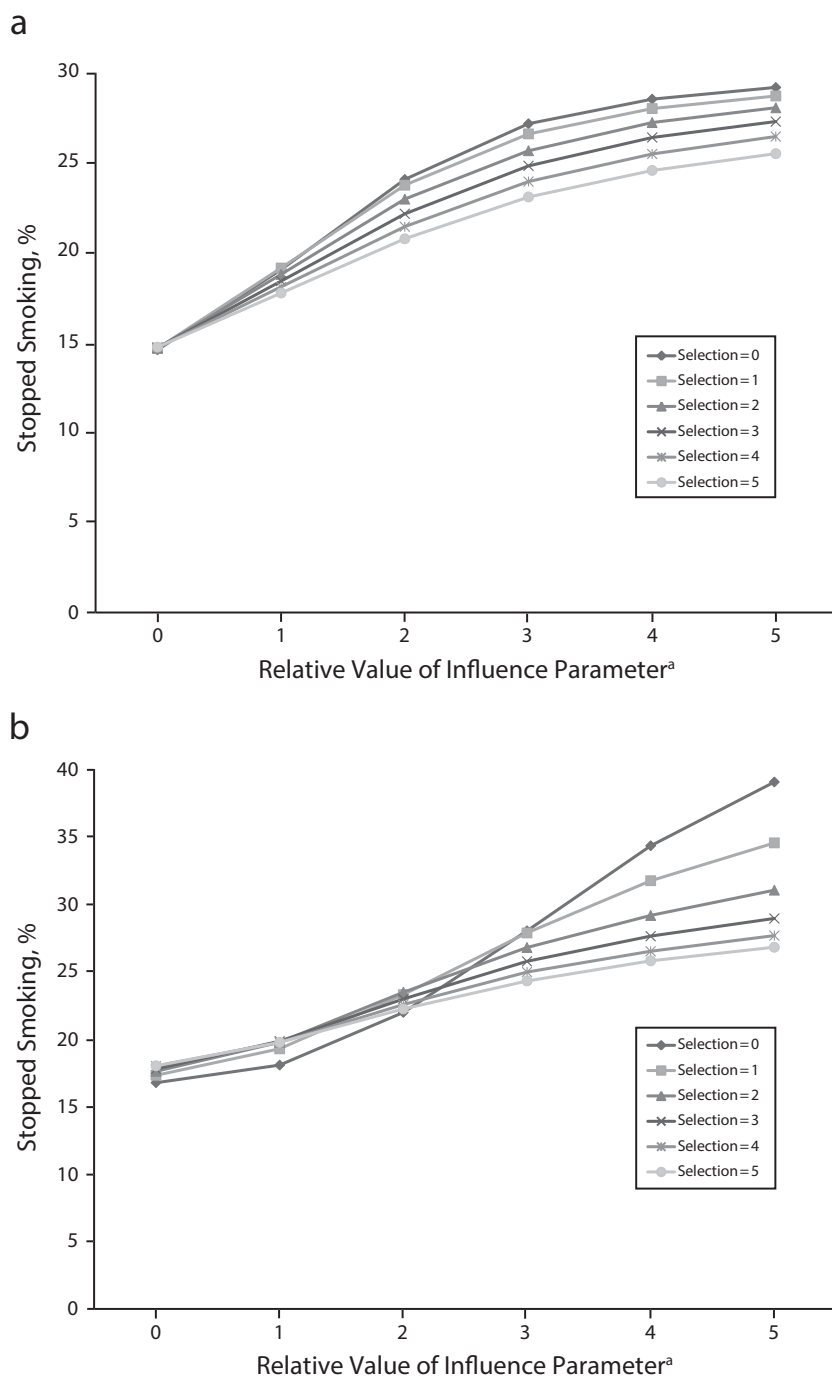 a
30
25
20
15
10
5
0
Stopped Smoking, %
Selection=0
Selection=1
Selection=2
Selection=3
Selection=4
Selection=5
0 1 2 3 4 5
Relative Value of Influence Parameterᵃ
b
40
35
30
25
20
15
10
5
0
Stopped Smoking, %
Selection=0
Selection=1
Selection=2
Selection=3
Selection=4
Selection=5
0 1 2 3 4 5
Relative Value of Influence Parameterᵃ